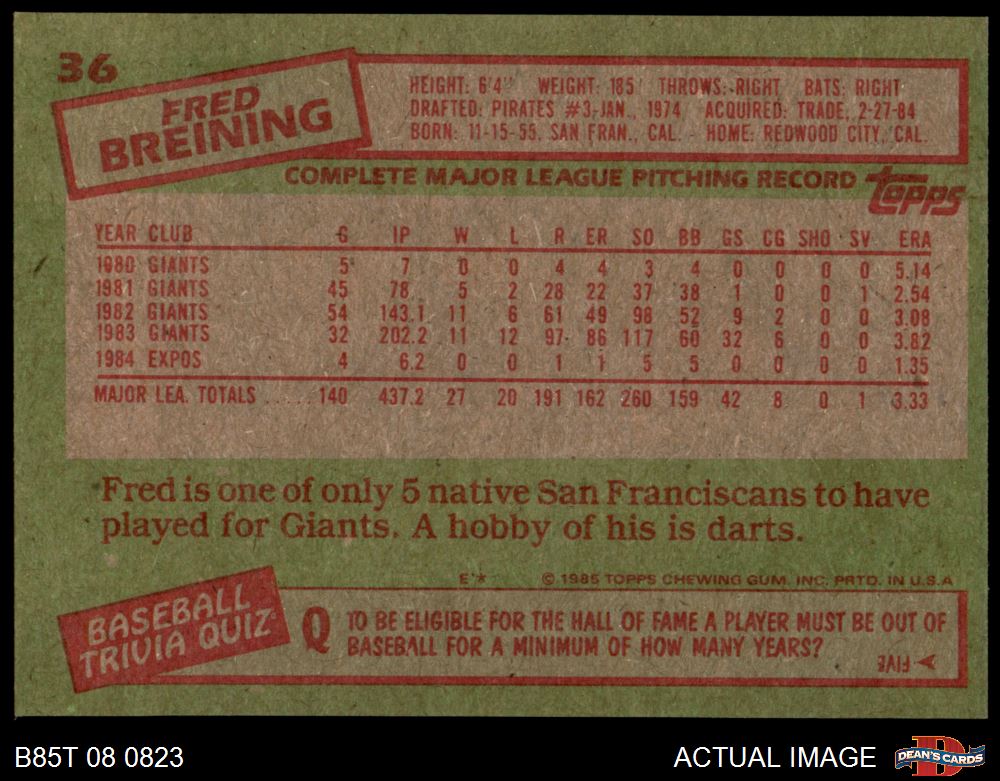 36
FRED
BREINING
HEIGHT: 6'4" WEIGHT: 185 THROWS: RIGHT BATS: RIGHT
DRAFTED: PIRATES #3-JAN., 1974 ACQUIRED: TRADE, 2-27-84
BORN: 11-15-55, SAN FRAN., CAL. - HOME: REDWOOD CITY, CAL.
COMPLETE MAJOR LEAGUE PITCHING RECORD topps
YEAR CLUB G IP W L R ER SO BB GS CG SHO SV ERA
1980 GIANTS 5 7 0 0 4 4 3 4 0 0 0 0 5.14
1981 GIANTS 45 78 5 2 28 22 37 38 1 0 0 1 2.54
1982 GIANTS 54 143.1 11 6 61 49 98 52 9 2 0 0 3.08
1983 GIANTS 32 202.2 11 12 97 86 117 60 32 6 0 0 3.82
1984 EXPOS 4 6.2 0 0 1 1 5 5 0 0 0 0 1.35
MAJOR LEA. TOTALS ..... 140 437.2 27 20 191 162 260 159 42 8 0 1 3.33
Fred is one of only 5 native San Franciscans to have
played for Giants. A hobby of his is darts.
E* © 1985 TOPPS CHEWING GUM, INC. PRTD. IN U.S.A
BASEBALL
TRIVIA QUIZ
Q TO BE ELIGIBLE FOR THE HALL OF FAME A PLAYER MUST BE OUT OF
BASEBALL FOR A MINIMUM OF HOW MANY YEARS?
A-FIVE
B85T 08 0823 ACTUAL IMAGE DEAN'S CARDS